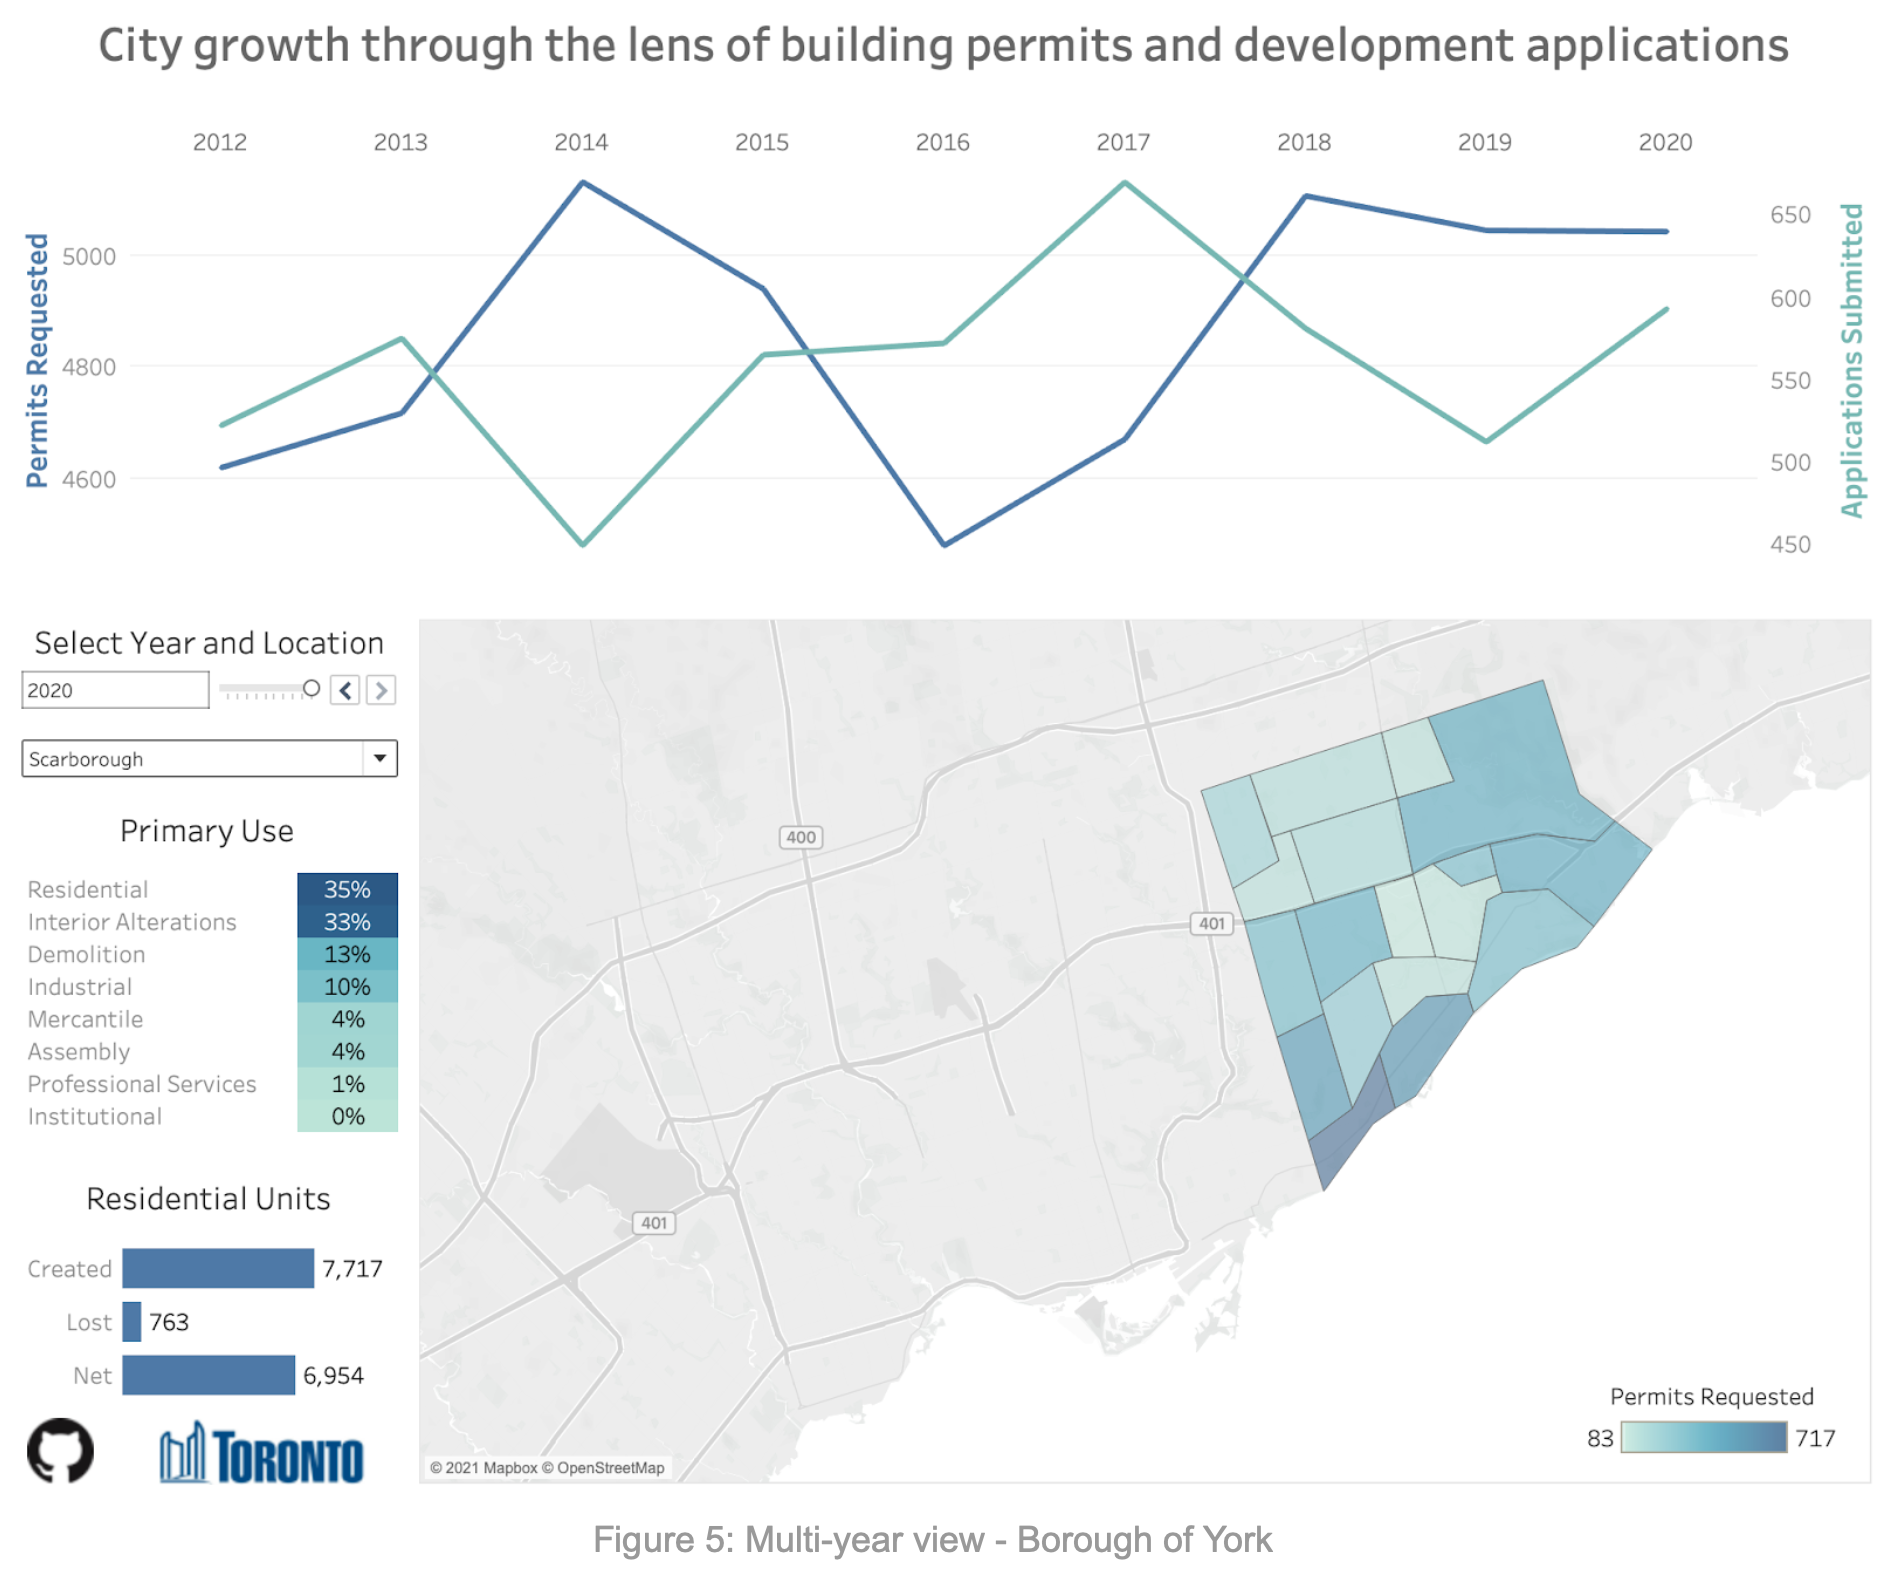 City growth through the lens of building permits and development applications
2012 2013 2014 2015 2016 2017 2018 2019 2020
Permits Requested
5000
4800
4600
Applications Submitted
650
600
550
500
450
Select Year and Location
2020
Scarborough
Primary Use
Residential 35%
Interior Alterations 33%
Demolition 13%
Industrial 10%
Mercantile 4%
Assembly 4%
Professional Services 1%
Institutional 0%
Residential Units
Created 7,717
Lost 763
Net 6,954
TORONTO
400
401
401
© 2021 Mapbox © OpenStreetMap
Permits Requested
83 717
Figure 5: Multi-year view - Borough of York